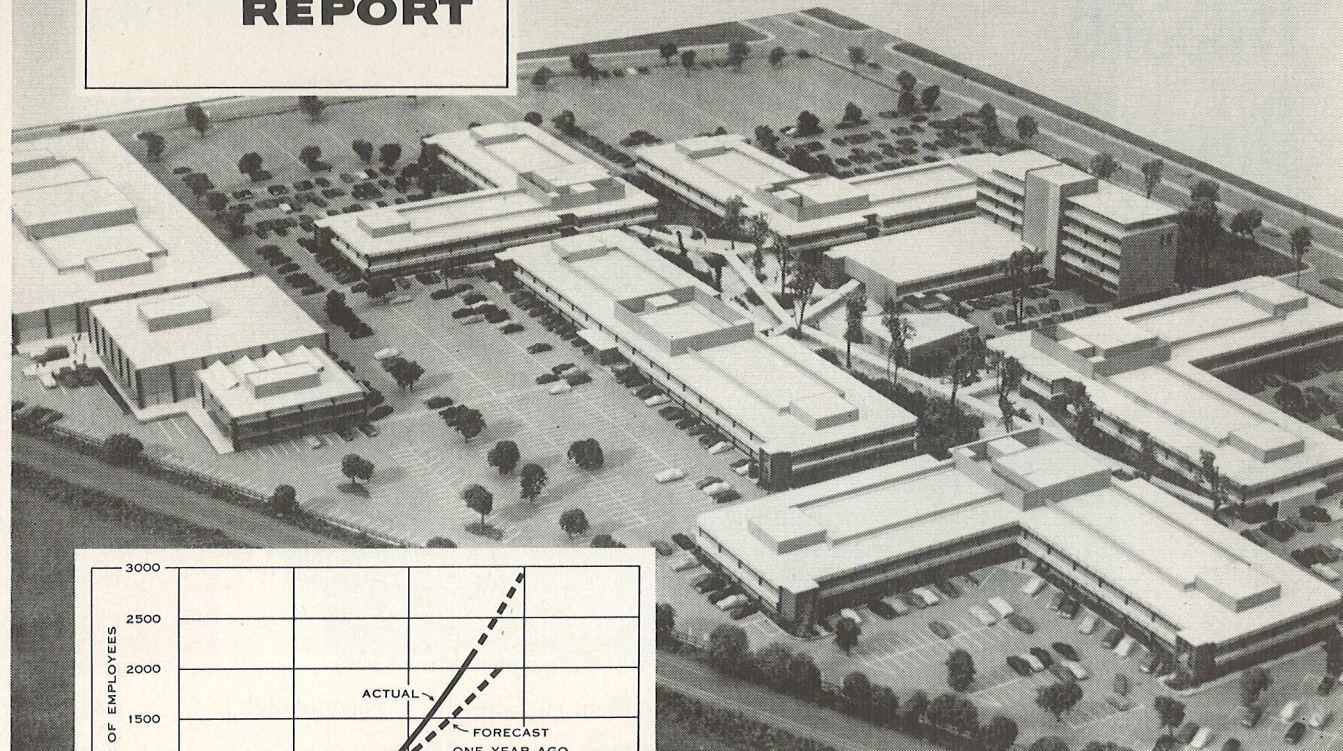 REPORT
3000
2500
2000
1500
OF EMPLOYEES
ACTUAL
FORECAST
ONE YEAR AGO